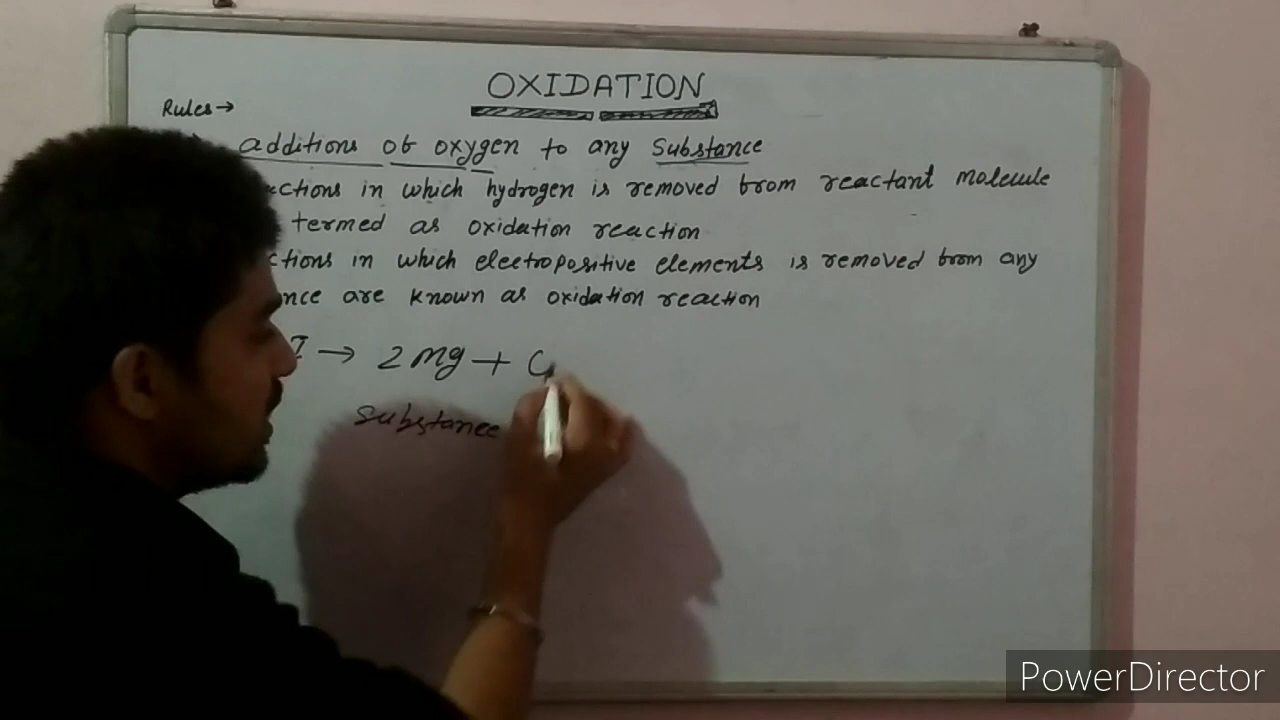 OXIDATION
Rules →
additions of oxygen to any Substance
ctions in which hydrogen is removed from reactant molecule
termed as oxidation reaction
ctions in which electropositive elements is removed from any
nce are known as oxidation reaction
I → 2 Mg +
Substance
PowerDirector